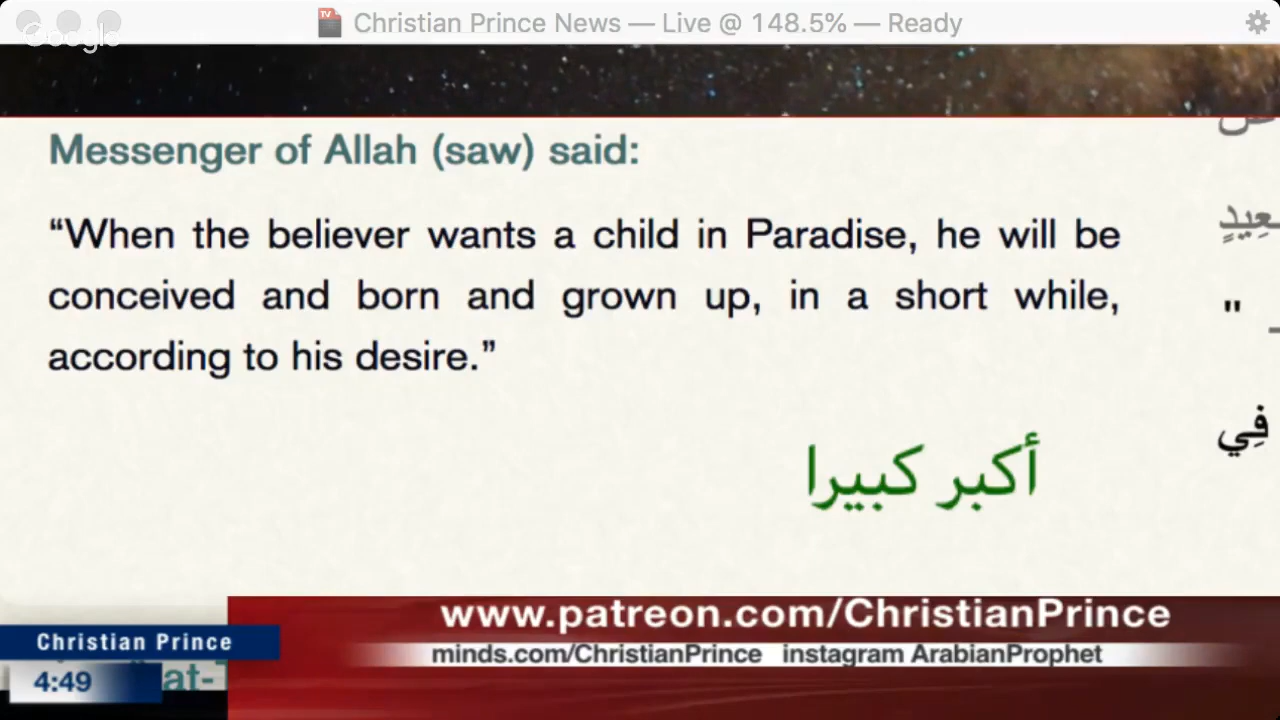 Christian Prince News — Live @ 148.5% — Ready
Google
Messenger of Allah (saw) said:
“When the believer wants a child in Paradise, he will be
conceived and born and grown up, in a short while,
according to his desire.”
فِي
أكبر كبيرا
www.patreon.com/ChristianPrince
Christian Prince
minds.com/ChristianPrince instagram ArabianProphet
4:49
at-